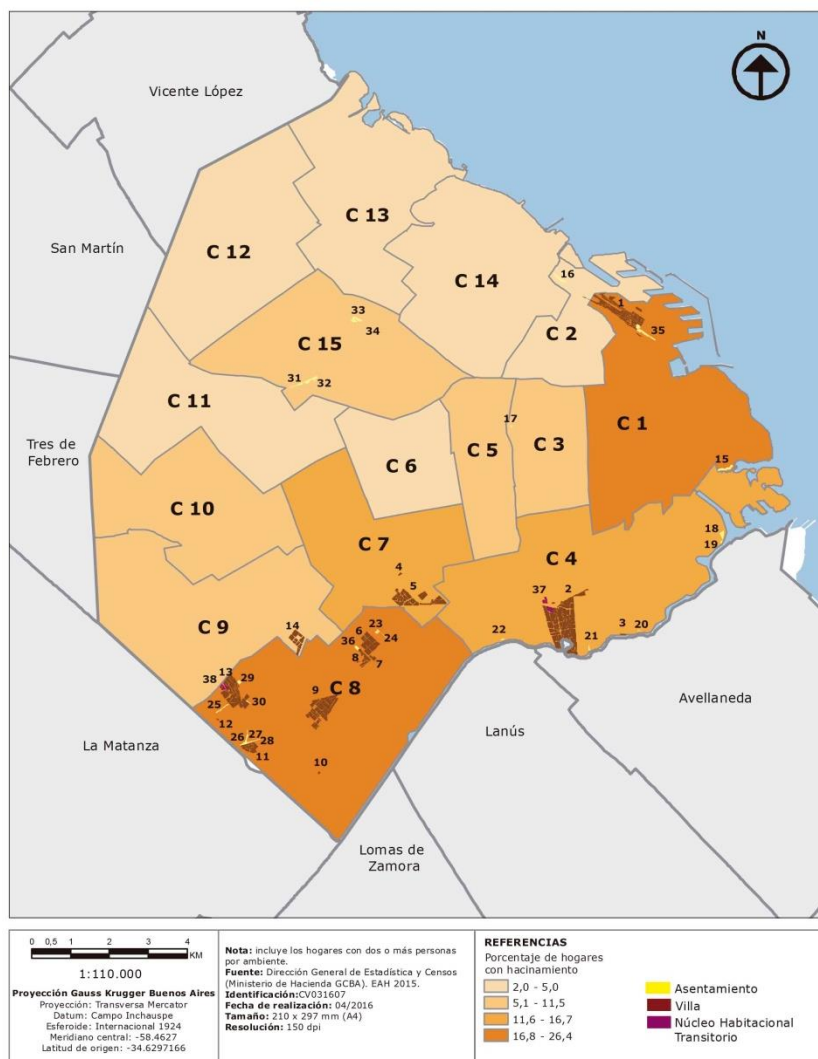 N
Vicente López
San Martín
C 13
C 12
C 14
16
1
33
34
35
C 15
C 2
31
32
C 11
17
C 1
Tres de
Febrero
C 5
C 3
C 6
15
C 10
C 7
C 4
18
19
4
5
37
2
C 9
14
6
23
22
3
20
36
24
21
8
7
38
13
29
C 8
9
Avellaneda
25
30
Lanús
12
27
La Matanza
26
28
11
10
Lomas de
Zamora
0 0,5 1 2 3 4
KM
1:110.000
Proyección Gauss Krugger Buenos Aires
Proyección: Transversa Mercator
Datum: Campo Inchauspe
Esferoide: Internacional 1924
Meridiano central: -58.4627
Latitud de origen: -34.6297166
Nota: incluye los hogares con dos o más personas
por ambiente.
Fuente: Dirección General de Estadística y Censos
(Ministerio de Hacienda GCBA). EAH 2015.
Identificación:CV031607
Fecha de realización: 04/2016
Tamaño: 210 x 297 mm (A4)
Resolución: 150 dpi
REFERENCIAS
Porcentaje de hogares
con hacinamiento
2,0 - 5,0
5,1 - 11,5
11,6 - 16,7
16,8 - 26,4
Asentamiento
Villa
Núcleo Habitacional
Transitorio